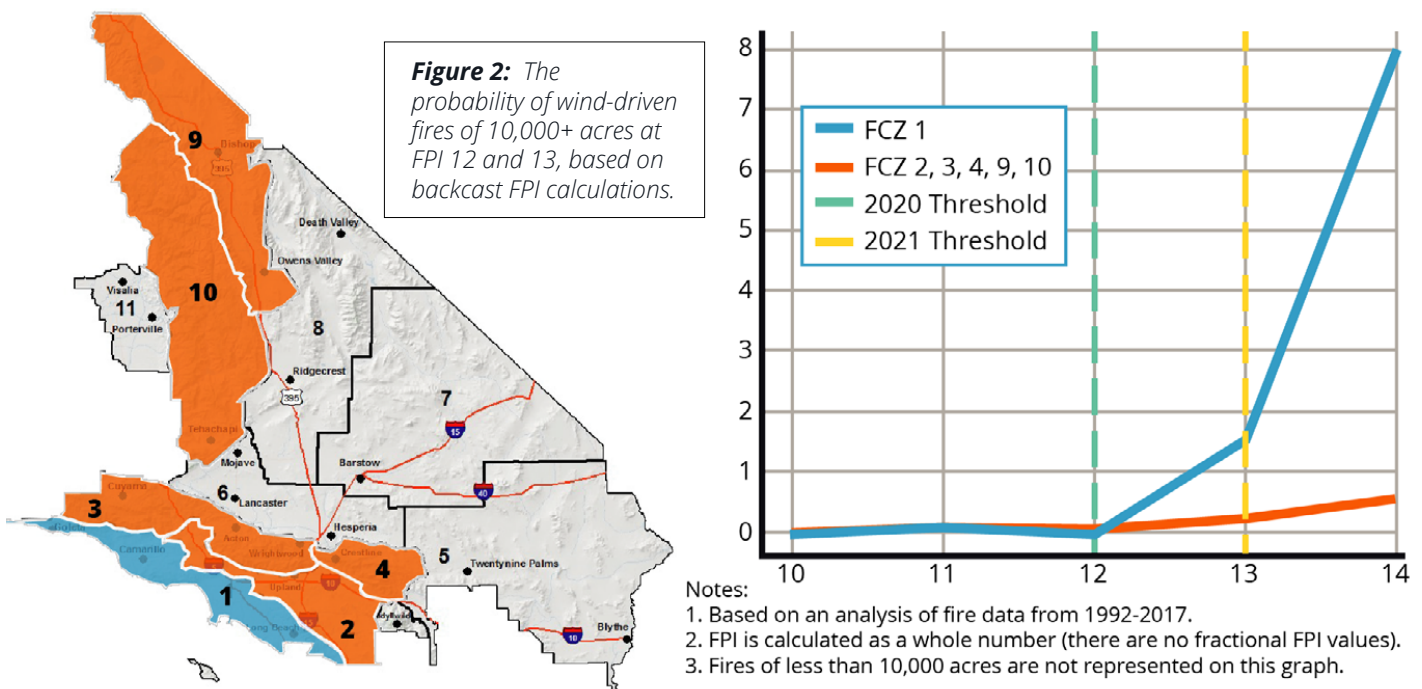 Figure 2: The
probability of wind-driven
fires of 10,000+ acres at
FPI 12 and 13, based on
backcast FPI calculations.
9
Bishop
395
Death Valley
Owens Valley
10
Visalia
11
Porterville
8
Ridgecrest
395
7
15
Tehachapi
Mojave
Barstow
40
6
Lancaster
Cuyama
3
Hesperia
Goleta
Acton
Camarillo
Wrightwood
Crestline
5
Twentynine Palms
4
5
Upland
10
1
Long Beach
2
Idyllwild
10
Blythe
8
7
6
5
4
3
2
1
0
FCZ 1
FCZ 2, 3, 4, 9, 10
2020 Threshold
2021 Threshold
10
11
12
13
14
Notes:
1. Based on an analysis of fire data from 1992-2017.
2. FPI is calculated as a whole number (there are no fractional FPI values).
3. Fires of less than 10,000 acres are not represented on this graph.